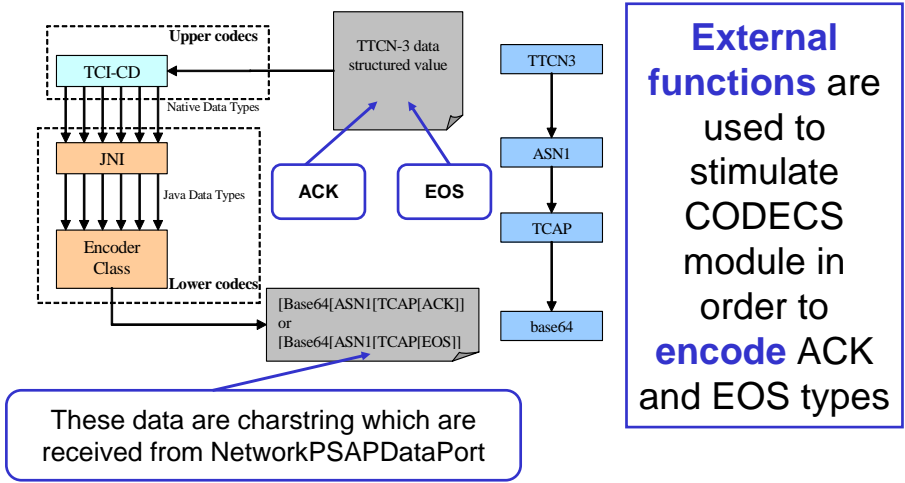 Upper codecs
TCI-CD
Native Data Types
JNI
Java Data Types
Encoder
Class
Lower codecs
TTCN-3 data
structured value
ACK
EOS
[Base64[ASN1[TCAP[ACK]]
or
[Base64[ASN1[TCAP[EOS]]
These data are charstring which are
received from NetworkPSAPDataPort
TTCN3
ASN1
TCAP
base64
External
functions are
used to
stimulate
CODECS
module in
order to
encode ACK
and EOS types